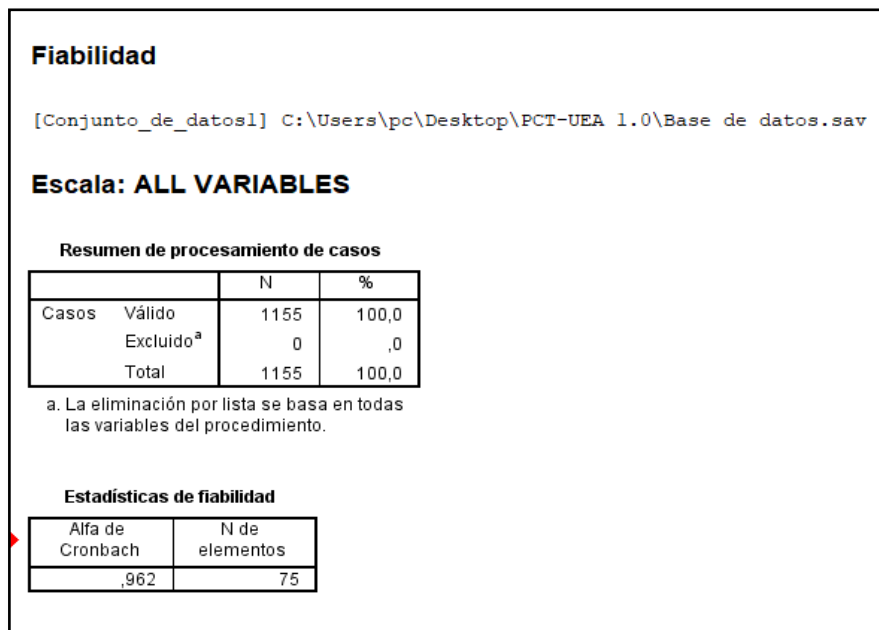 Fiabilidad
[Conjunto_de_datos1] C:\Users\pc\Desktop\PCT-UEA 1.0\Base de datos.sav
Escala: ALL VARIABLES
Resumen de procesamiento de casos
N %
Casos Válido 1155 100,0
Excluidoa 0 ,0
Total 1155 100,0
a. La eliminación por lista se basa en todas
las variables del procedimiento.
Estadísticas de fiabilidad
Alfa de N de
Cronbach elementos
,962 75